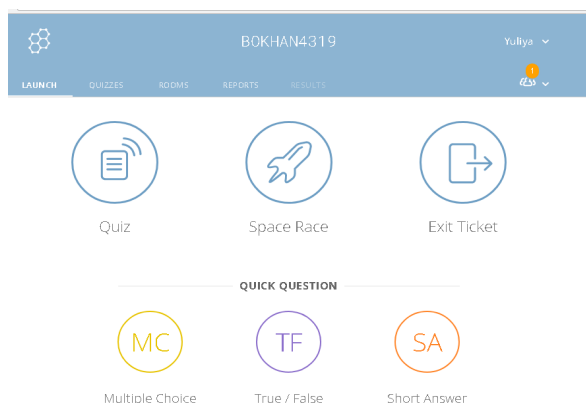 BOKHAN4319
Yuliya
1
LAUNCH QUIZZES ROOMS REPORTS RESULTS
Quiz Space Race Exit Ticket
QUICK QUESTION
MC TF SA
Multiple Choice True / False Short Answer